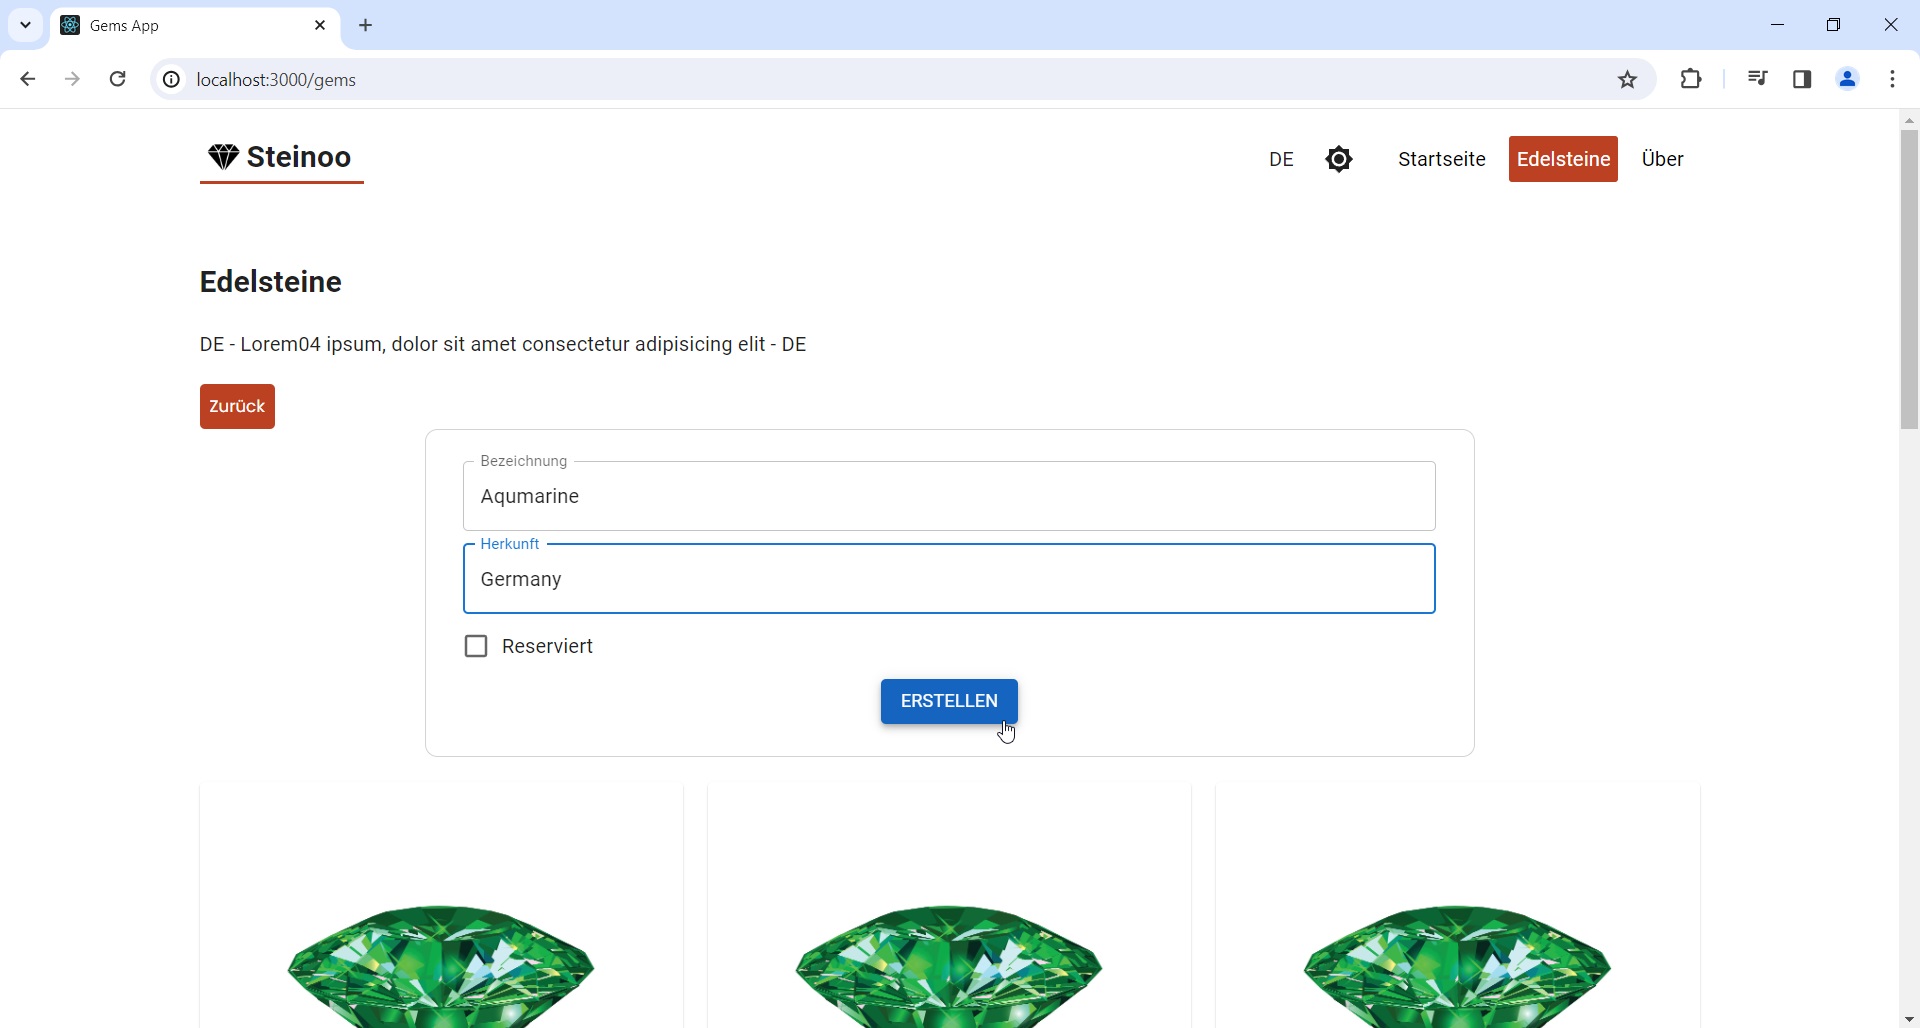 Gems App
localhost:3000/gems
Steinoo
DE Startseite Edelsteine Über
Edelsteine
DE - Lorem04 ipsum, dolor sit amet consectetur adipisicing elit - DE
Zurück
Bezeichnung
Aqumarine
Herkunft
Germany
Reserviert
ERSTELLEN